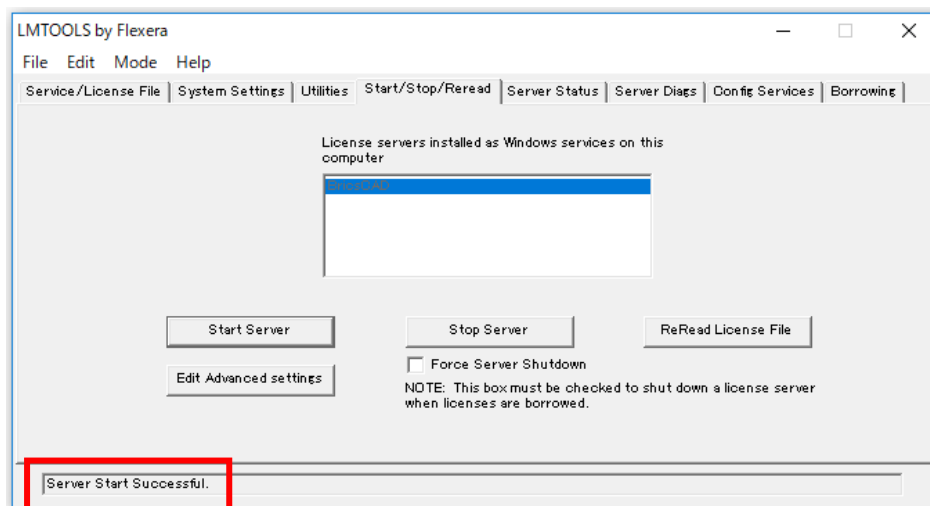 LMTOOLS by Flexera
File Edit Mode Help
Service/License File System Settings Utilities Start/Stop/Reread Server Status Server Diags Config Services Borrowing
License servers installed as Windows services on this
computer
BricsCAD
Start Server Stop Server ReRead License File
Force Server Shutdown
Edit Advanced settings
NOTE: This box must be checked to shut down a license server
when licenses are borrowed.
Server Start Successful.